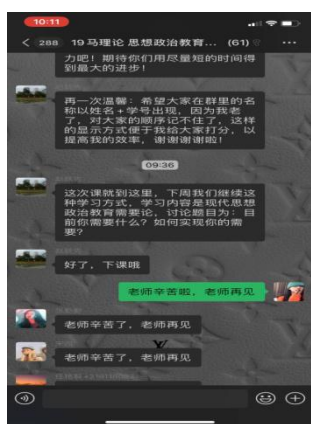 10:11
288 19马理论 思想政治教育... (61)
力吧！期待你们用尽量短的时间得
到最大的进步！
再一次温馨：希望大家在群里的名
称以姓名+学号出现，因为我老
了，对大家的顺序记不住了，这样
的显示方式便于我给大家打分，以
提高我的效率，谢谢谢谢啦！
09:36
这次课就到这里，下周我们继续这
种学习方式，学习内容是现代思想
政治教育需要论，讨论题目为：目
前你需要什么？如何实现你的需
要？
好了，下课哦
老师辛苦啦，老师再见
老师辛苦了，老师再见
老师辛苦了，老师再见